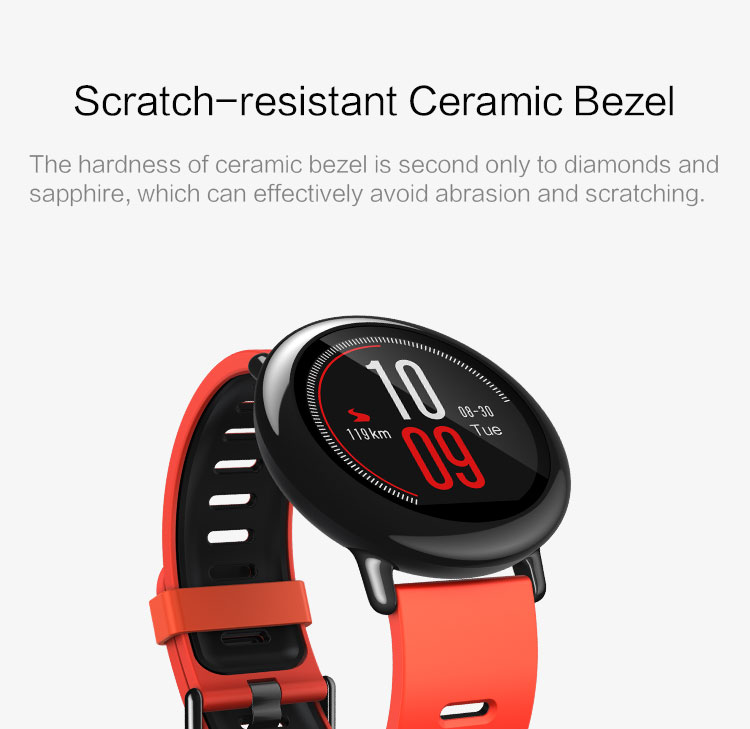 Scratch-resistant Ceramic Bezel
The hardness of ceramic bezel is second only to diamonds and
sapphire, which can effectively avoid abrasion and scratching.
10
08-30
119km
Tue
09